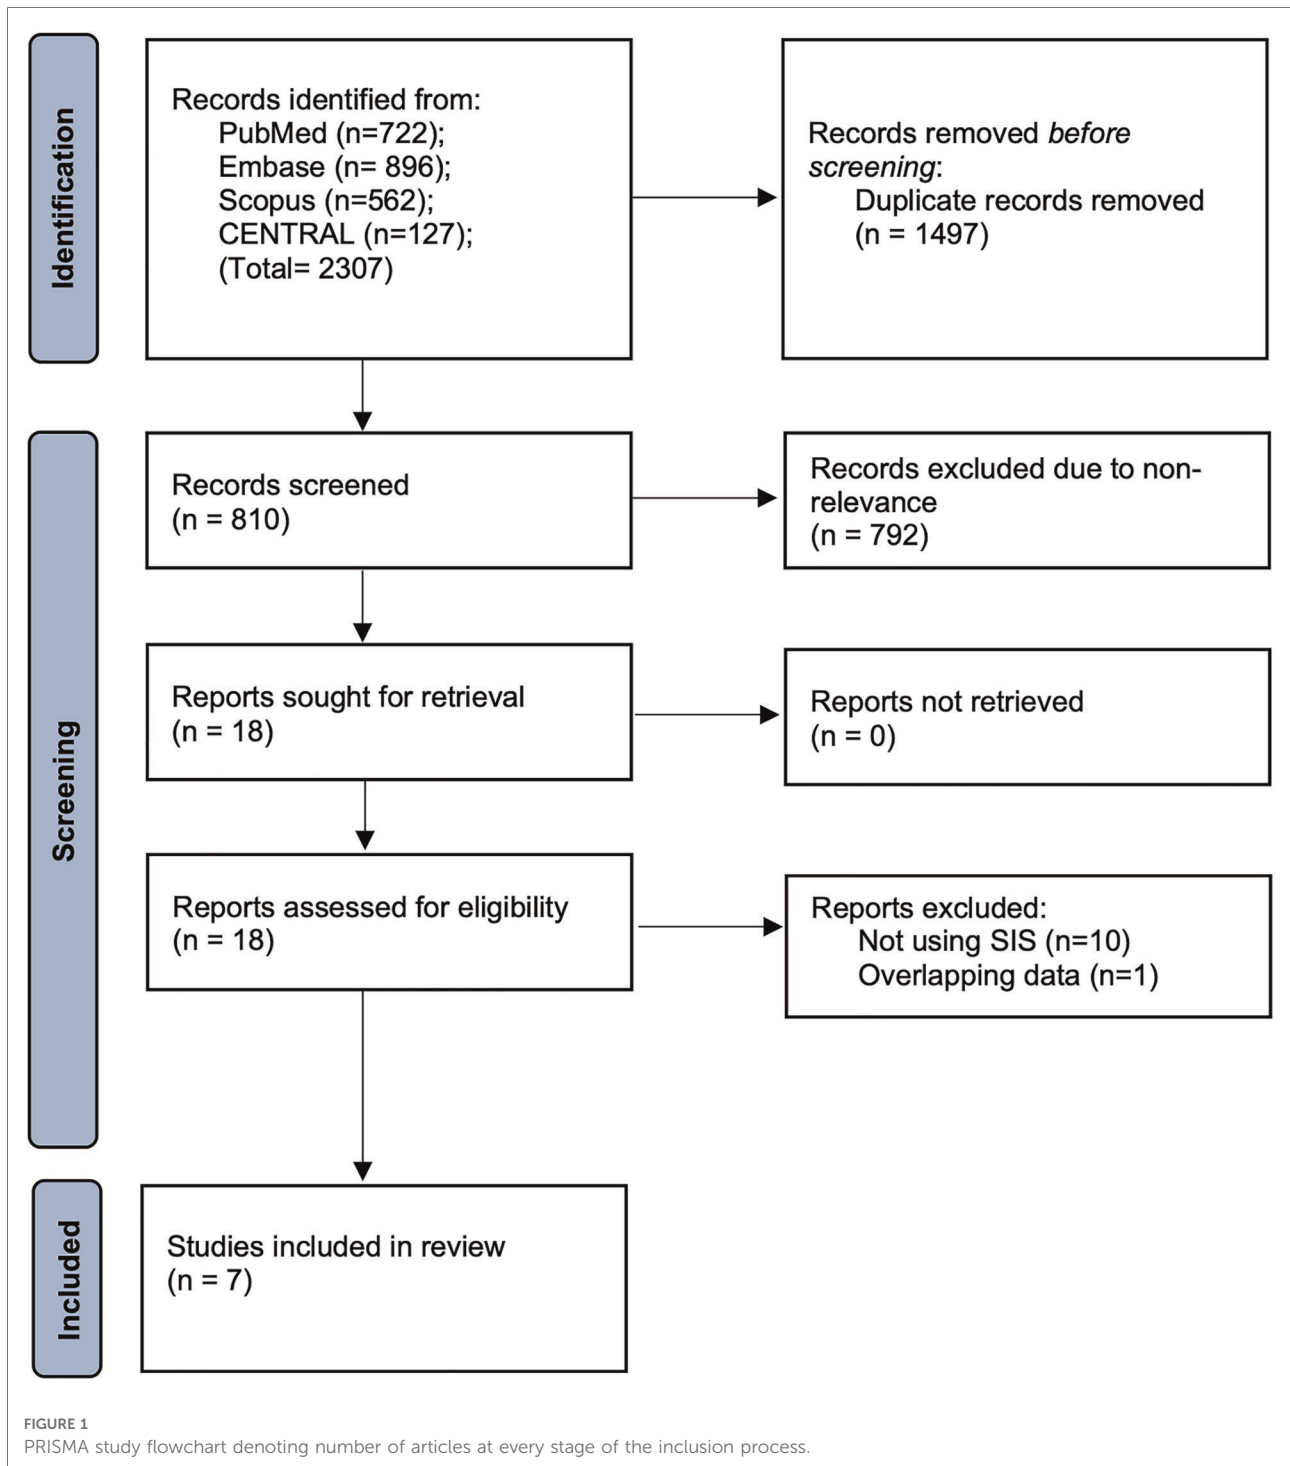 Identification
Records identified from:
PubMed (n=722);
Embase (n= 896);
Scopus (n=562);
CENTRAL (n=127);
(Total= 2307)
Records removed before
screening:
Duplicate records removed
(n = 1497)
Screening
Records screened
(n = 810)
Records excluded due to non-
relevance
(n = 792)
Reports sought for retrieval
(n = 18)
Reports not retrieved
(n = 0)
Reports assessed for eligibility
(n = 18)
Reports excluded:
Not using SIS (n=10)
Overlapping data (n=1)
Included
Studies included in review
(n = 7)
FIGURE 1
PRISMA study flowchart denoting number of articles at every stage of the inclusion process.